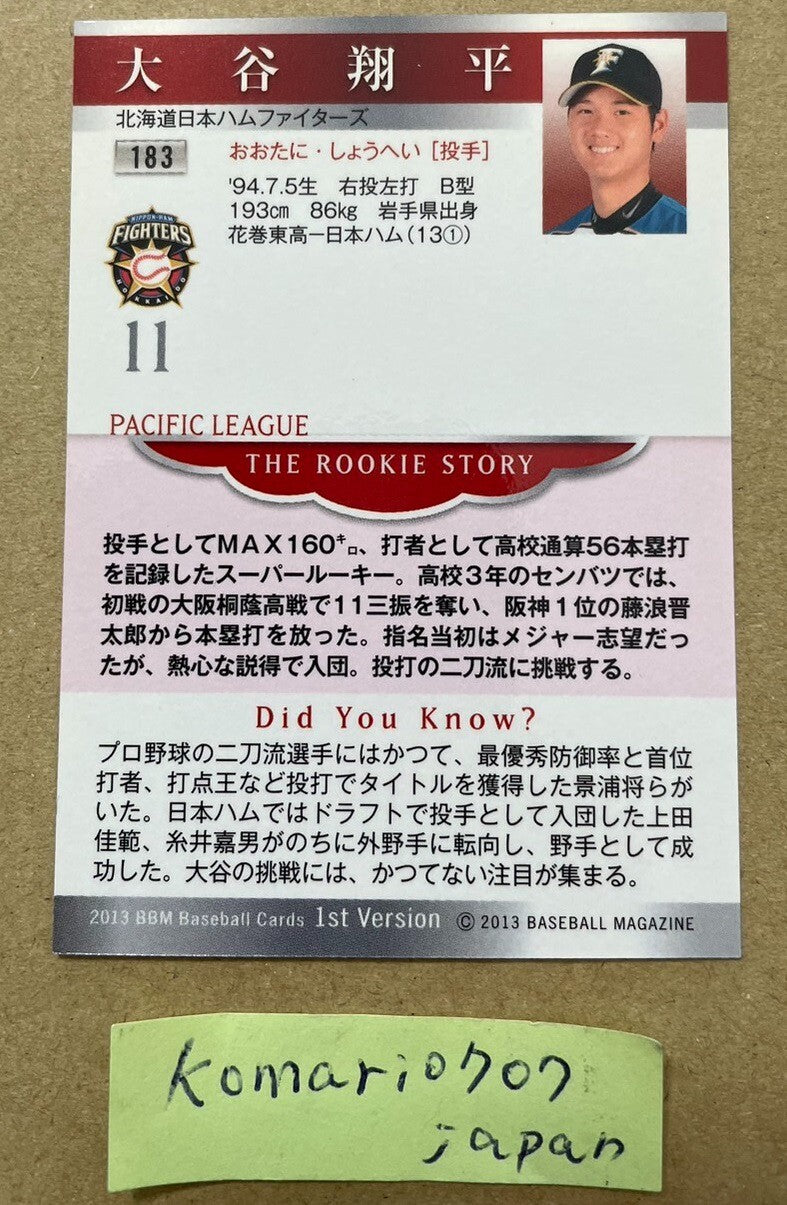 大谷翔平
北海道日本ハムファイターズ
183
おおたに・しょうへい [投手]
'94.7.5生 右投左打 B型
193cm 86kg 岩手県出身
花巻東高ー日本ハム(13①)
F
NIPPON-HAM
FIGHTERS
HOKKAIDO
11
PACIFIC LEAGUE
THE ROOKIE STORY
投手としてMAX160㌔、打者として高校通算56本塁打
を記録したスーパールーキー。高校3年のセンバツでは、
初戦の大阪桐蔭高戦で11三振を奪い、阪神1位の藤浪晋
太郎から本塁打を放った。指名当初はメジャー志望だっ
たが、熱心な説得で入団。投打の二刀流に挑戦する。
Did You Know?
プロ野球の二刀流選手にはかつて、最優秀防御率と首位
打者、打点王など投打でタイトルを獲得した景浦将らが
いた。日本ハムではドラフトで投手として入団した上田
佳範、糸井嘉男がのちに外野手に転向し、野手として成
功した。大谷の挑戦には、かつてない注目が集まる。
2013 BBM Baseball Cards 1st Version © 2013 BASEBALL MAGAZINE
komario707
japan